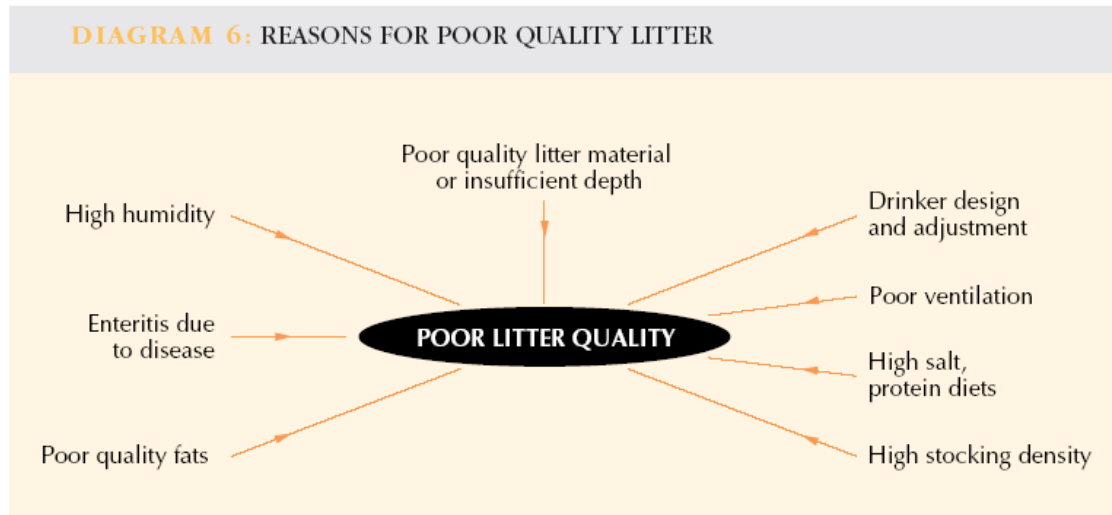 DIAGRAM 6: REASONS FOR POOR QUALITY LITTER
Poor quality litter material
or insufficient depth
High humidity
Drinker design
and adjustment
Enteritis due
to disease
Poor ventilation
POOR LITTER QUALITY
High salt,
protein diets
Poor quality fats
High stocking density